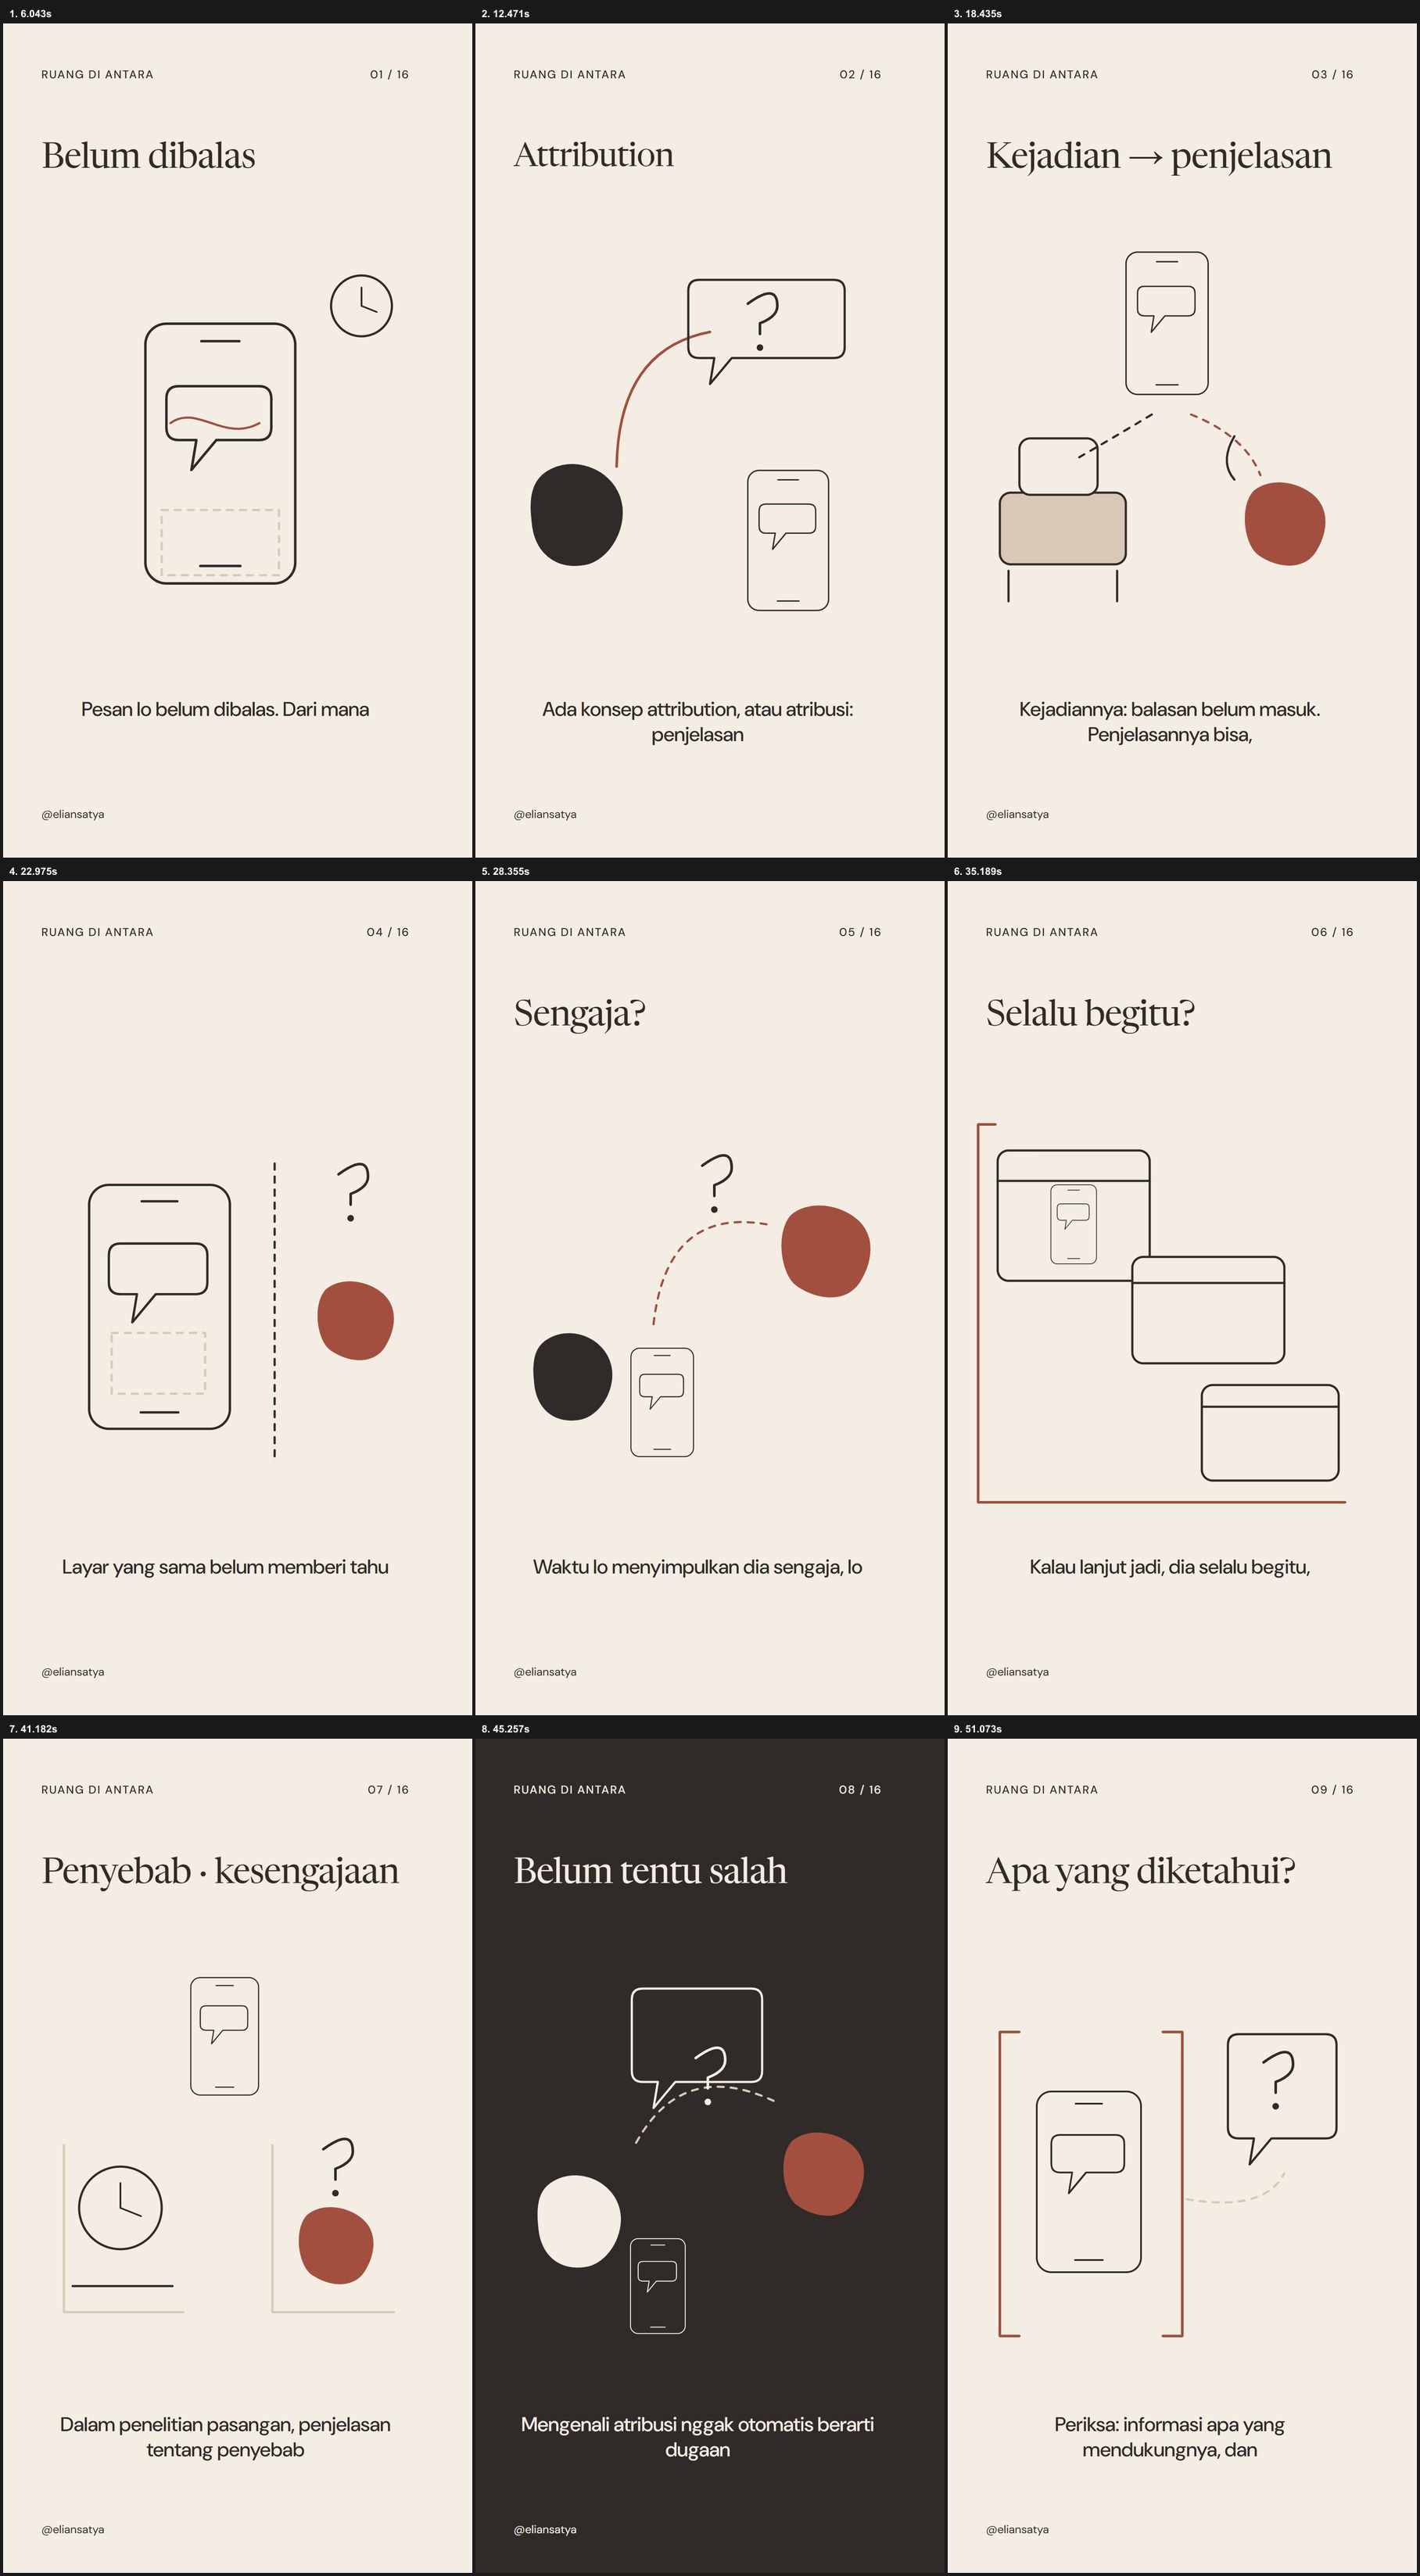 1. 6.043s
RUANG DI ANTARA
01 / 16
Belum dibalas
Pesan lo belum dibalas. Dari mana
@eliansatya
2. 12.471s
RUANG DI ANTARA
02 / 16
Attribution
?
Ada konsep attribution, atau atribusi:
penjelasan
@eliansatya
3. 18.435s
RUANG DI ANTARA
03 / 16
Kejadian → penjelasan
Kejadiannya: balasan belum masuk.
Penjelasannya bisa,
@eliansatya
4. 22.975s
RUANG DI ANTARA
04 / 16
?
Layar yang sama belum memberi tahu
@eliansatya
5. 28.355s
RUANG DI ANTARA
05 / 16
Sengaja?
?
Waktu lo menyimpulkan dia sengaja, lo
@eliansatya
6. 35.189s
RUANG DI ANTARA
06 / 16
Selalu begitu?
Kalau lanjut jadi, dia selalu begitu,
@eliansatya
7. 41.182s
RUANG DI ANTARA
07 / 16
Penyebab · kesengajaan
?
Dalam penelitian pasangan, penjelasan
tentang penyebab
@eliansatya
8. 45.257s
RUANG DI ANTARA
08 / 16
Belum tentu salah
?
Mengenali atribusi nggak otomatis berarti
dugaan
@eliansatya
9. 51.073s
RUANG DI ANTARA
09 / 16
Apa yang diketahui?
?
Periksa: informasi apa yang
mendukungnya, dan
@eliansatya